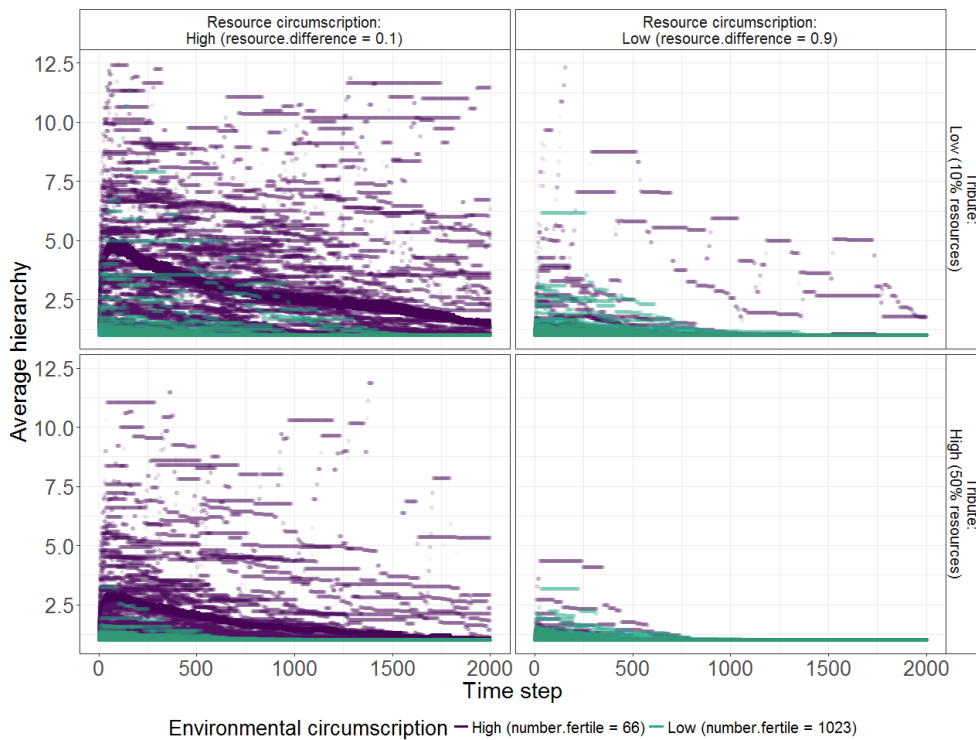 Resource circumscription:
High (resource.difference = 0.1)
Resource circumscription:
Low (resource.difference = 0.9)
Average hierarchy
12.5
10.0
7.5
5.0
2.5
Tribute:
Low (10% resources)
12.5
10.0
7.5
5.0
2.5
Tribute:
High (50% resources)
0
500
1000
1500
2000
0
500
1000
1500
2000
Time step
Environmental circumscription High (number.fertile = 66) Low (number.fertile = 1023)